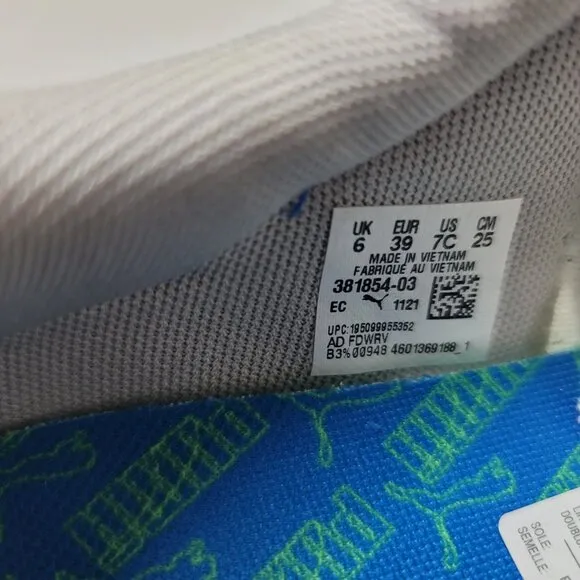 UK EUR US CM
6 39 7C 25
MADE IN VIETNAM
FABRIQUÉ AU VIETNAM
381854-03
EC 1121
UPC:195099955352
AD FDWRV
B3%00948 4601369188_1
SOLE:
SEMELLE: